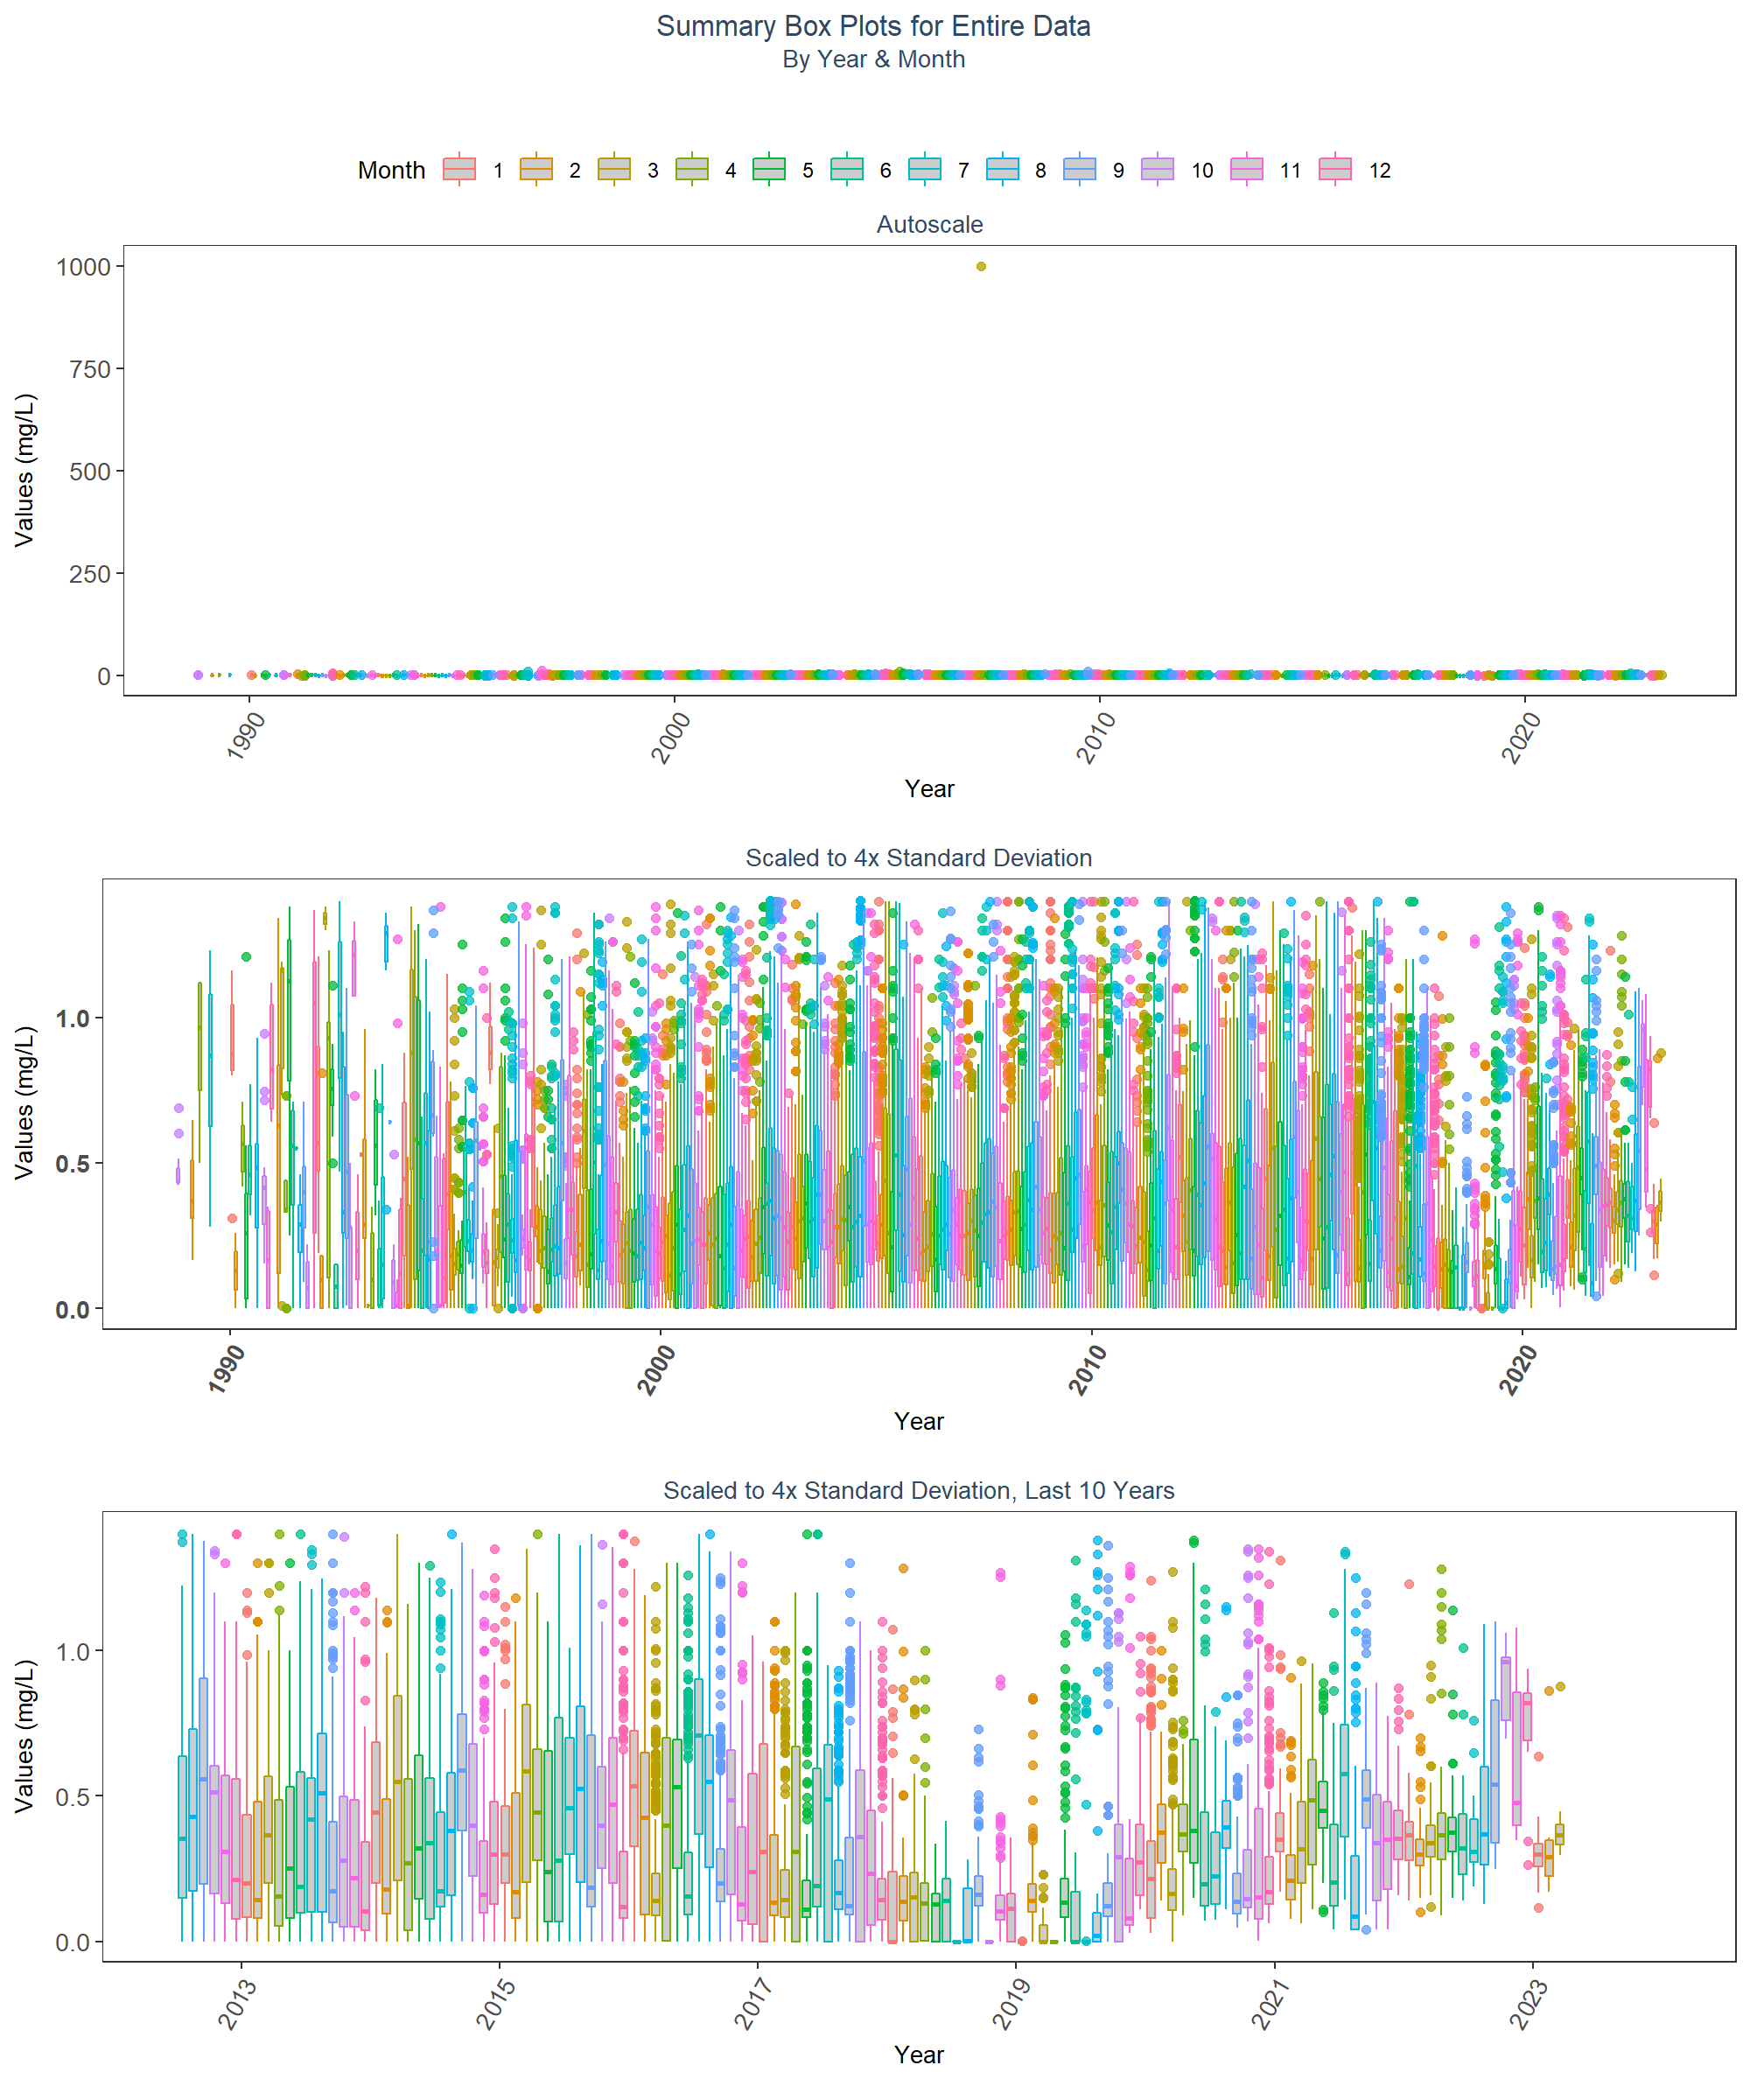 Summary Box Plots for Entire Data
By Year & Month
Month 1 2 3 4 5 6 7 8 9 10 11 12
Autoscale
Values (mg/L)
1000
750
500
250
0
1990 2000 2010 2020
Year
Scaled to 4x Standard Deviation
Values (mg/L)
1.0
0.5
0.0
1990 2000 2010 2020
Year
Scaled to 4x Standard Deviation, Last 10 Years
Values (mg/L)
1.0
0.5
0.0
2013 2015 2017 2019 2021 2023
Year